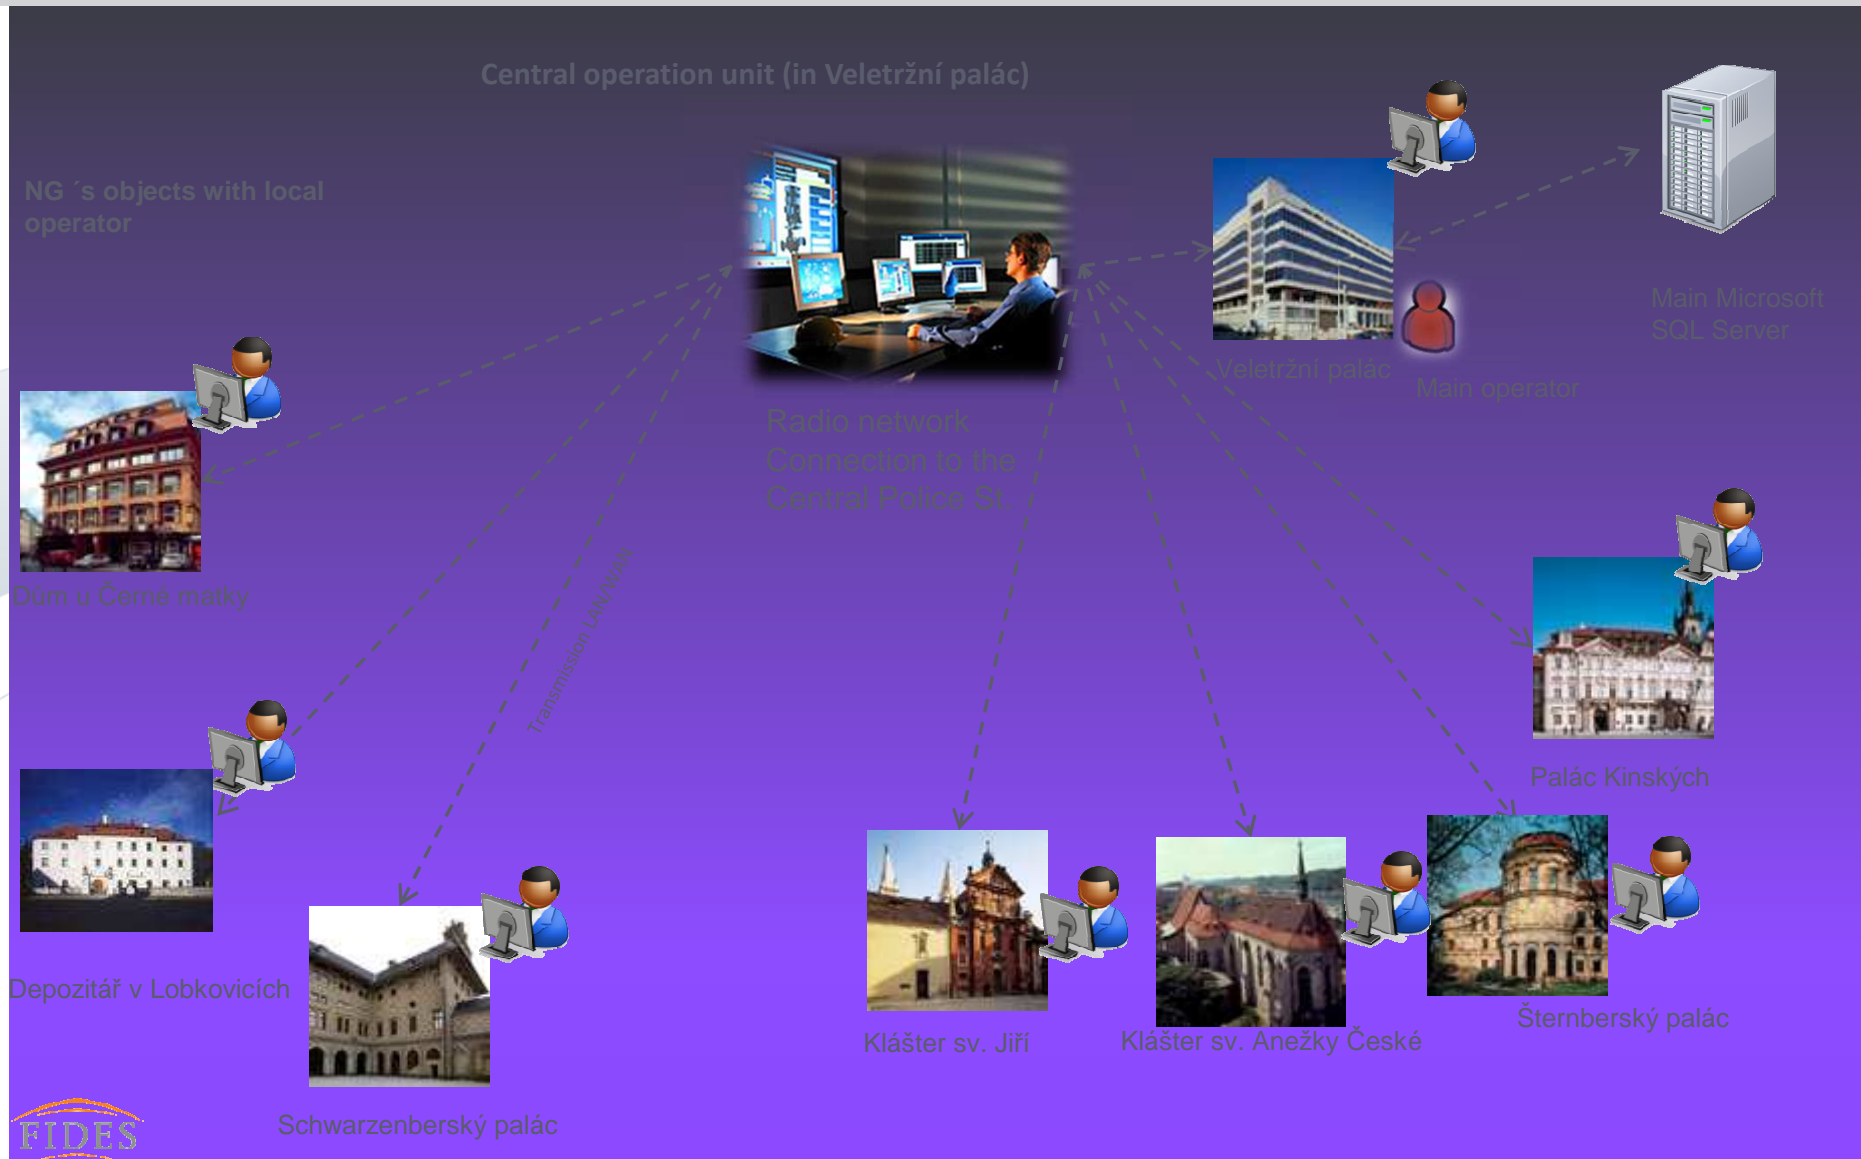 Central operation unit (in Veletržní palác)
NG ´s objects with local
operator
Main Microsoft
SQL Server
Veletržní palác
Main operator
Radio network
Connection to the
Central Police St.
Dům u Černé matky
Transmission LAN/WAN
Palác Kinských
Depozitář v Lobkovicích
Šternberský palác
Klášter sv. Jiří
Klášter sv. Anežky České
Schwarzenberský palác
FIDES